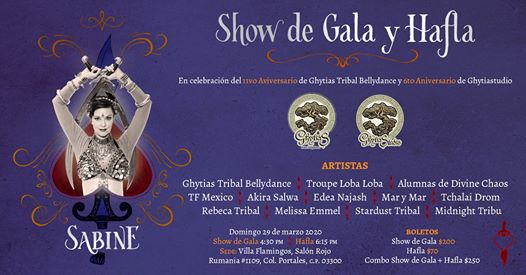 Show de Gala y Hafla
En celebración del 11vo Aniversario de Ghytias Tribal Bellydance y 6to Aniversario de Ghytiastudio
GhytiaS
GhytiaStudio
ARTISTAS
Ghytias Tribal Bellydance Troupe Loba Loba Alumnas de Divine Chaos
TF Mexico Akira Salwa Edea Najash Mar y Mar Tchalai Drom
Rebeca Tribal Melissa Emmel Stardust Tribal Midnight Tribu
SABINE
Domingo 29 de marzo 2020
Show de Gala 4:30 PM Hafla 6:15 PM
Sede: Villa Flamingos, Salón Rojo
Rumania #1109, Col. Portales, c.p. 03300
BOLETOS
Show de Gala $200
Hafla $70
Combo Show de Gala + Hafla $250